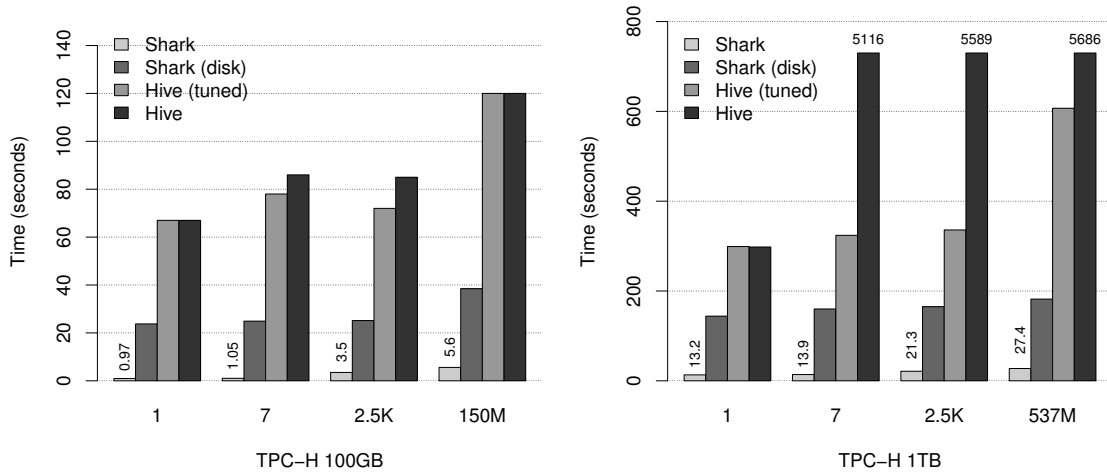 Time (seconds)
0
20
40
60
80
100
120
140
Shark
Shark (disk)
Hive (tuned)
Hive
0.97
1.05
3.5
5.6
1
7
2.5K
150M
TPC−H 100GB
Time (seconds)
0
200
400
600
800
Shark
Shark (disk)
Hive (tuned)
Hive
5116
5589
5686
13.2
13.9
21.3
27.4
1
7
2.5K
537M
TPC−H 1TB